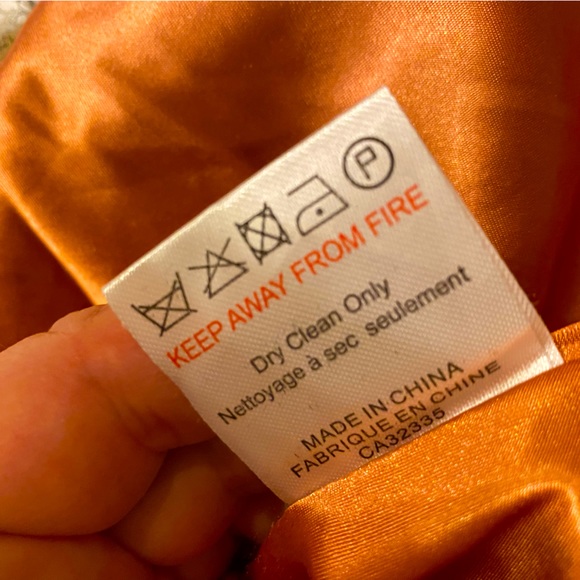 P
KEEP AWAY FROM FIRE
Dry Clean Only
Nettoyage à sec seulement
MADE IN CHINA
FABRIQUE EN CHINE
CA32335